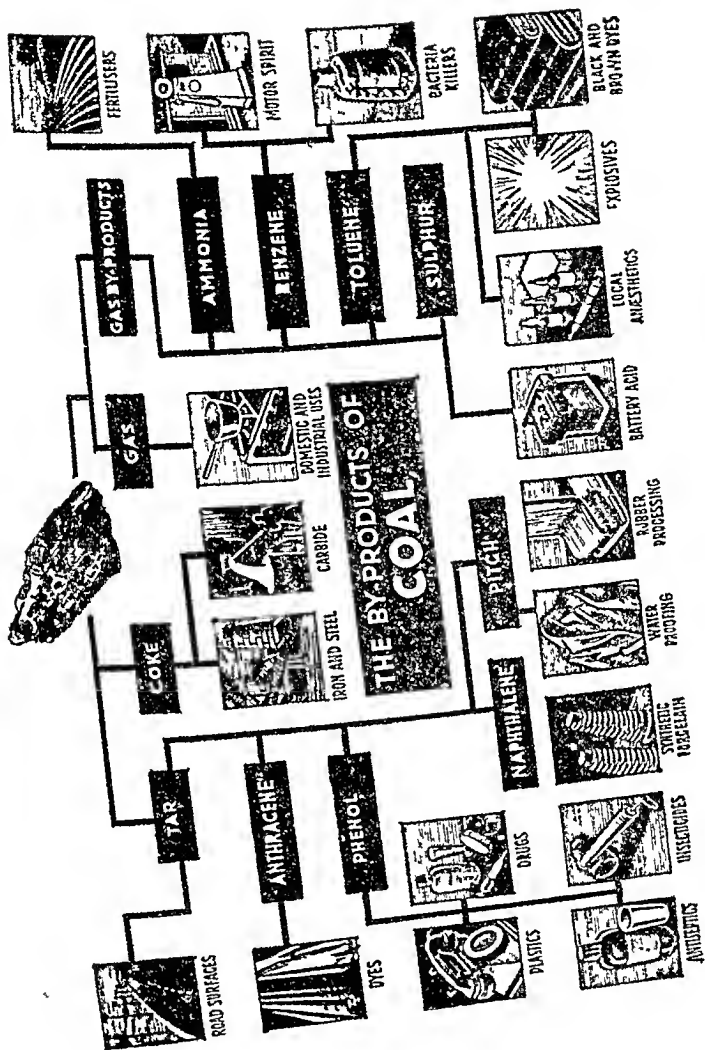 THE BY PRODUCTS OF
COAL
TAR
COKE
GAS
GAS BY PRODUCTS
ROAD SURFACES
IRON AND STEEL
CARBIDE
DOMESTIC AND
INDUSTRIAL USES
AMMONIA
FERTILISERS
ANTHRACENE
DYES
BENZENE
MOTOR SPIRIT
PHENOL
TOLUENE
BACTERIA
KILLERS
PLASTICS
DRUGS
NAPHTHALENE
PITCH
SULPHUR
ANTISEPTICS
INSECTICIDES
SYNTHETIC
PORCELAIN
WATER
PROOFING
RUBBER
PROCESSING
BATTERY ACID
LOCAL
ANAESTHETICS
EXPLOSIVES
BLACK AND
BROWN DYES